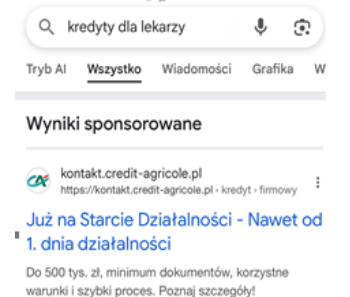 kredyty dla lekarzy
Tryb AI Wszystko Wiadomości Grafika W
Wyniki sponsorowane
kontakt.credit-agricole.pl
https://kontakt.credit-agricole.pl › kredyt › firmowy
Już na Starcie Działalności - Nawet od
1. dnia działalności
Do 500 tys. zł, minimum dokumentów, korzystne
warunki i szybki proces. Poznaj szczegóły!